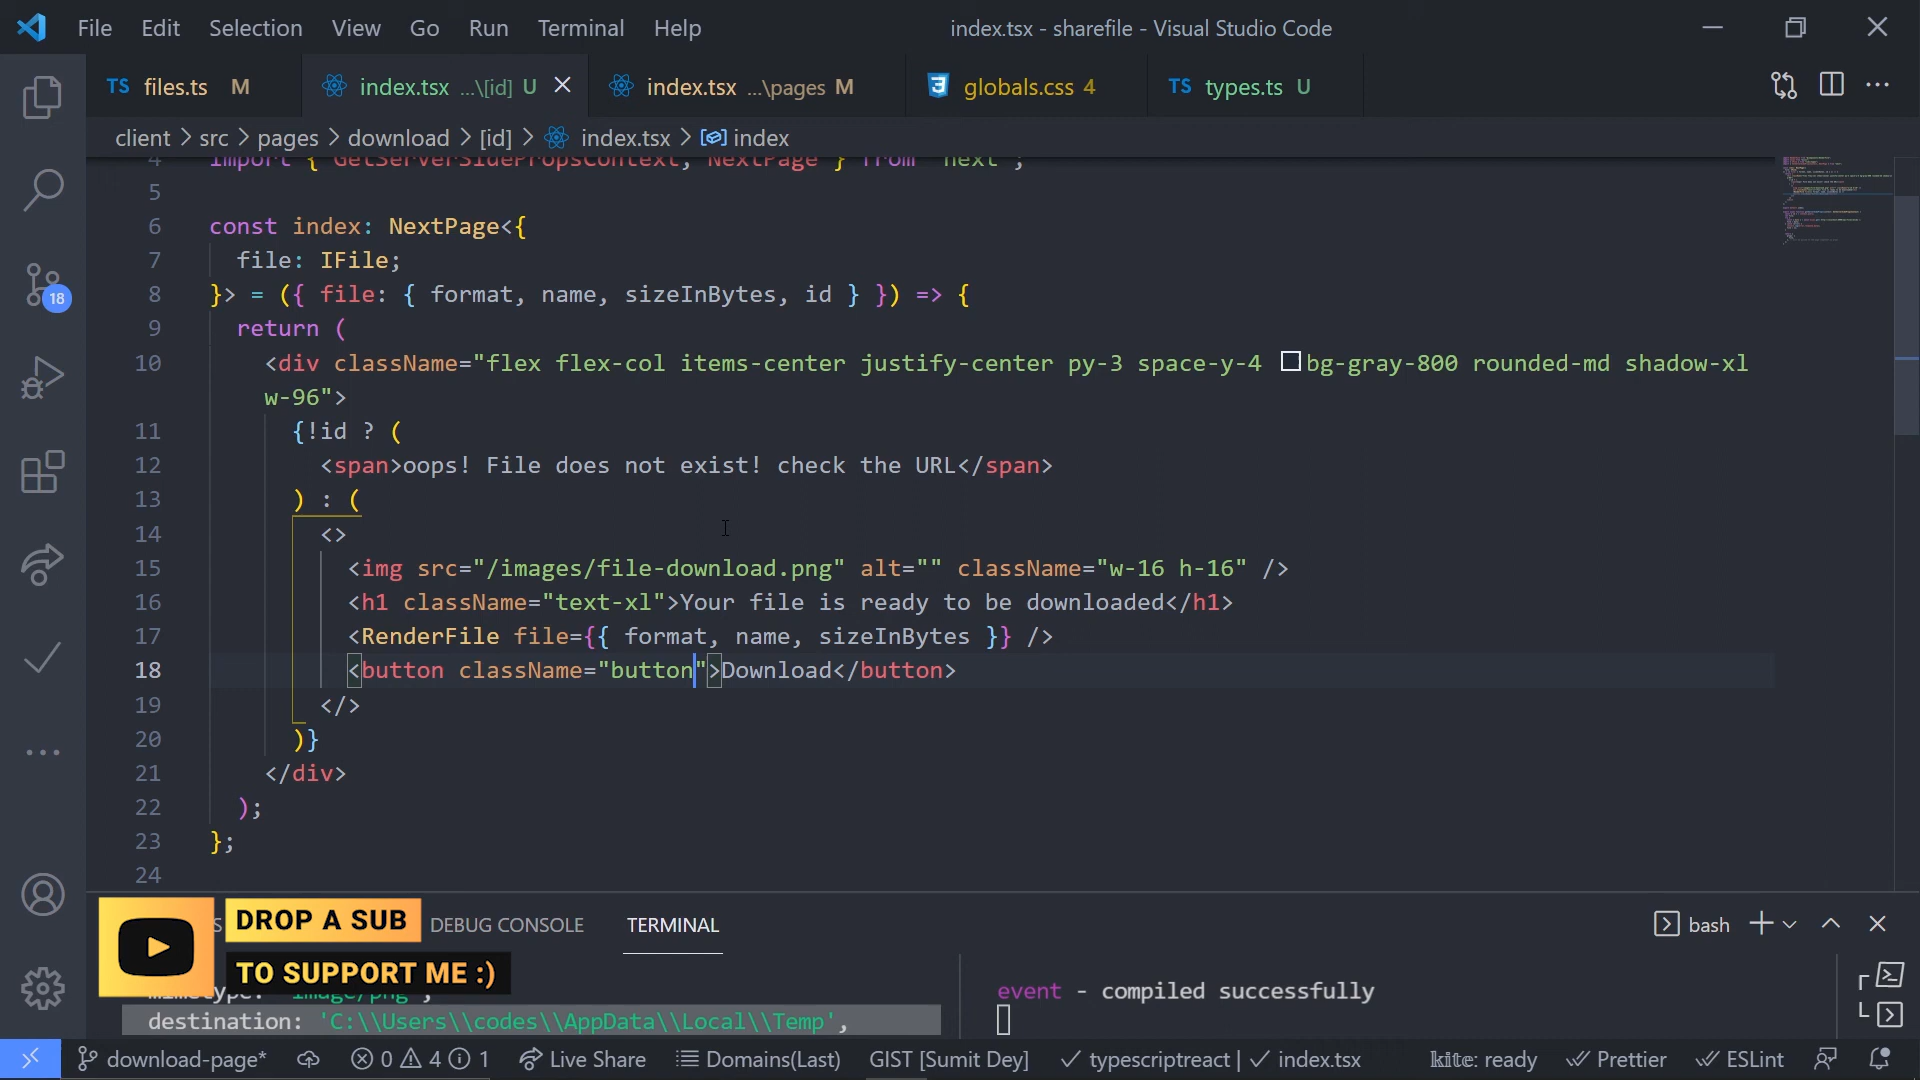 File Edit Selection View Go Run Terminal Help index.tsx - sharefile - Visual Studio Code
TS files.ts M index.tsx ...\[id] U index.tsx ...\pages M globals.css 4 TS types.ts U
client > src > pages > download > [id] > index.tsx > index
4 import { GetServerSidePropsContext, NextPage } from "next";
5
6 const index: NextPage<{
7 file: IFile;
8 }> = ({ file: { format, name, sizeInBytes, id } }) => {
9 return (
10 <div className="flex flex-col items-center justify-center py-3 space-y-4 bg-gray-800 rounded-md shadow-xl
w-96">
11 {!id ? (
12 <span>oops! File does not exist! check the URL</span>
13 ) : (
14 <>
15 <img src="/images/file-download.png" alt="" className="w-16 h-16" />
16 <h1 className="text-xl">Your file is ready to be downloaded</h1>
17 <RenderFile file={{ format, name, sizeInBytes }} />
18 <button className="button">Download</button>
19 </>
20 )}
21 </div>
22 );
23 };
24
18
DROP A SUB
TO SUPPORT ME :)
DEBUG CONSOLE TERMINAL bash
destination: 'C:\\Users\\codes\\AppData\\Local\\Temp',
event - compiled successfully
download-page* 0 4 1 Live Share Domains(Last) GIST [Sumit Dey] typescriptreact | index.tsx kite: ready Prettier ESLint